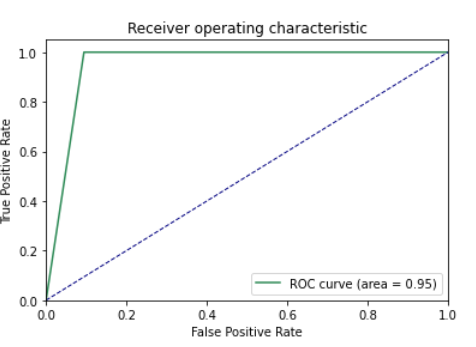 Receiver operating characteristic
1.0
0.8
0.6
0.4
0.2
0.0
True Positive Rate
ROC curve (area = 0.95)
0.0 0.2 0.4 0.6 0.8 1.0
False Positive Rate